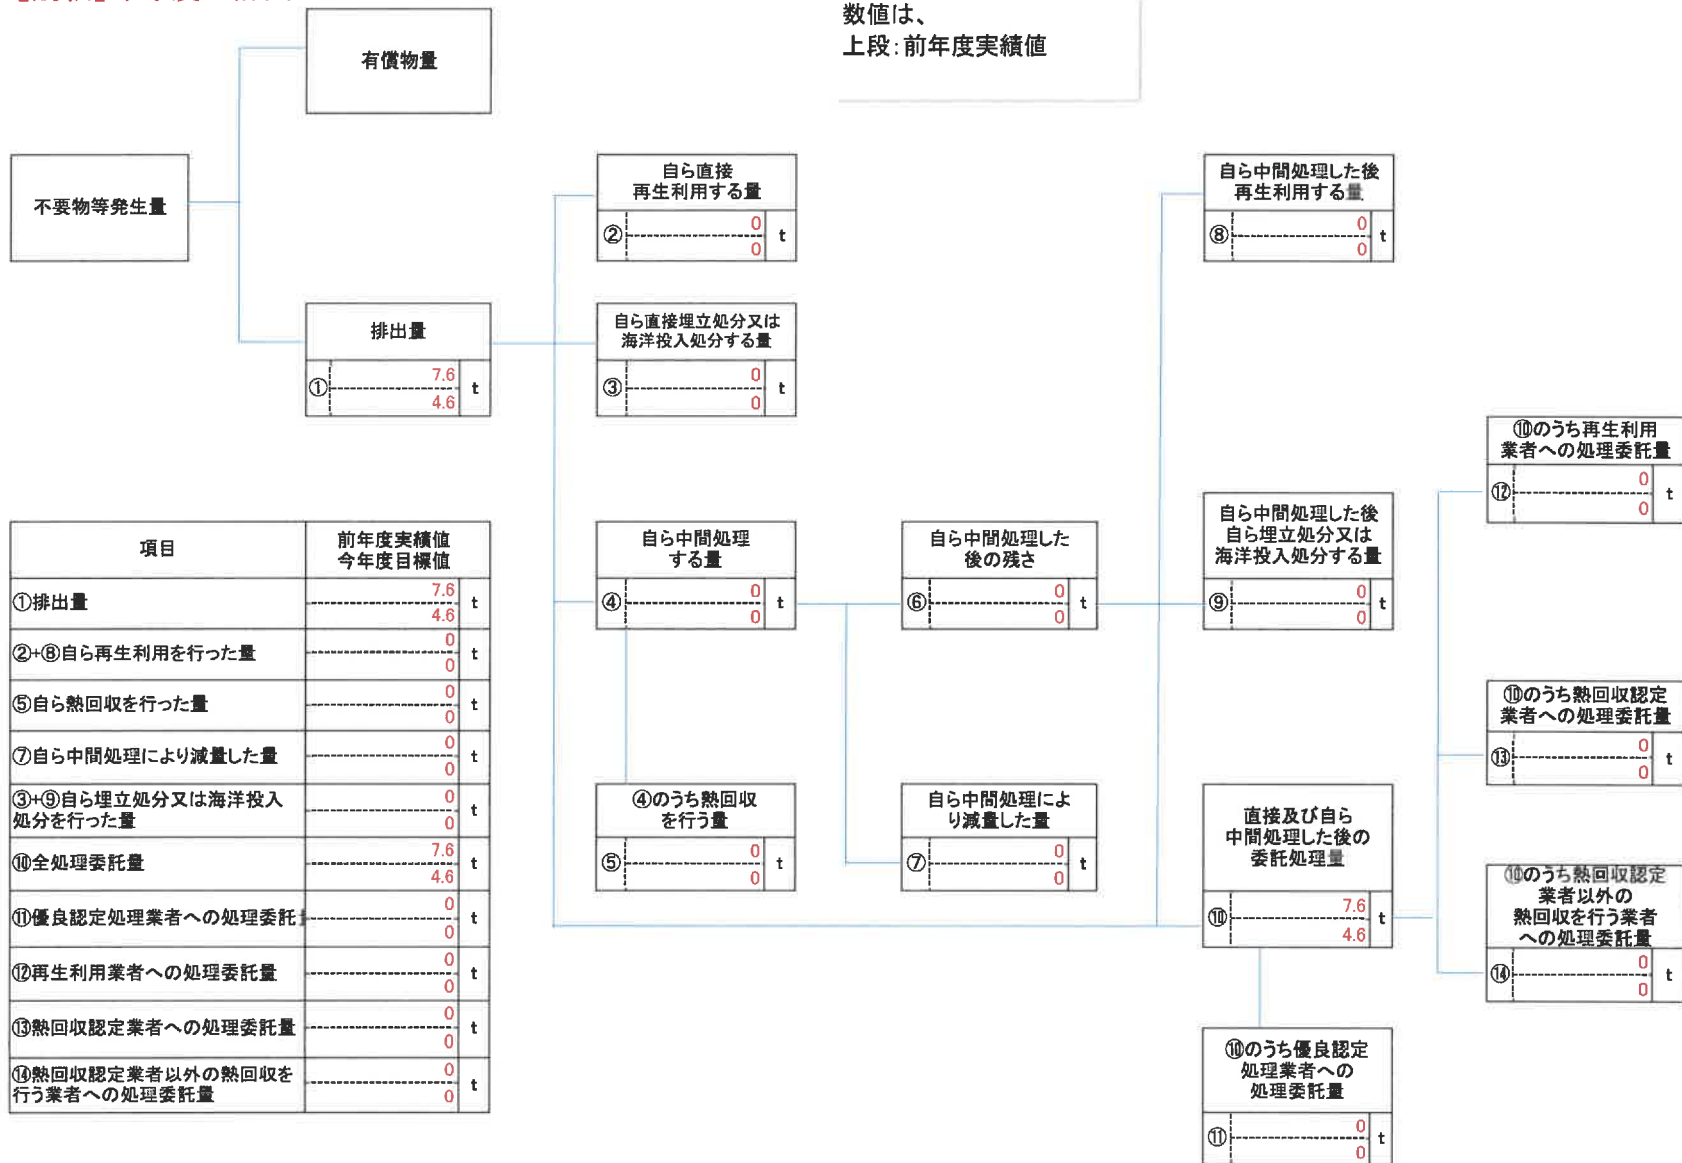 数値は、
上段：前年度実績値
有償物量
不要物等発生量
排出量
① 7.6 t
4.6
自ら直接
再生利用する量
② 0 t
0
自ら直接埋立処分又は
海洋投入処分する量
③ 0 t
0
自ら中間処理した後
再生利用する量
⑧ 0 t
0
自ら中間処理
する量
④ 0 t
0
自ら中間処理した
後の残さ
⑥ 0 t
0
自ら中間処理した後
自ら埋立処分又は
海洋投入処分する量
⑨ 0 t
0
④のうち熱回収
を行う量
⑤ 0 t
0
自ら中間処理によ
り減量した量
⑦ 0 t
0
直接及び自ら
中間処理した後の
委託処理量
⑩ 7.6 t
4.6
⑩のうち優良認定
処理業者への
処理委託量
⑪ 0 t
0
⑩のうち再生利用
業者への処理委託量
⑫ 0 t
0
⑩のうち熱回収認定
業者への処理委託量
⑬ 0 t
0
⑩のうち熱回収認定
業者以外の
熱回収を行う業者
への処理委託量
⑭ 0 t
0
項目
前年度実績値
今年度目標値
①排出量 7.6 t
4.6
②+⑧自ら再生利用を行った量 0 t
0
⑤自ら熱回収を行った量 0 t
0
⑦自ら中間処理により減量した量 0 t
0
③+⑨自ら埋立処分又は海洋投入
処分を行った量 0 t
0
⑩全処理委託量 7.6 t
4.6
⑪優良認定処理業者への処理委託 0 t
0
⑫再生利用業者への処理委託量 0 t
0
⑬熱回収認定業者への処理委託量 0 t
0
⑭熱回収認定業者以外の熱回収を
行う業者への処理委託量 0 t
0